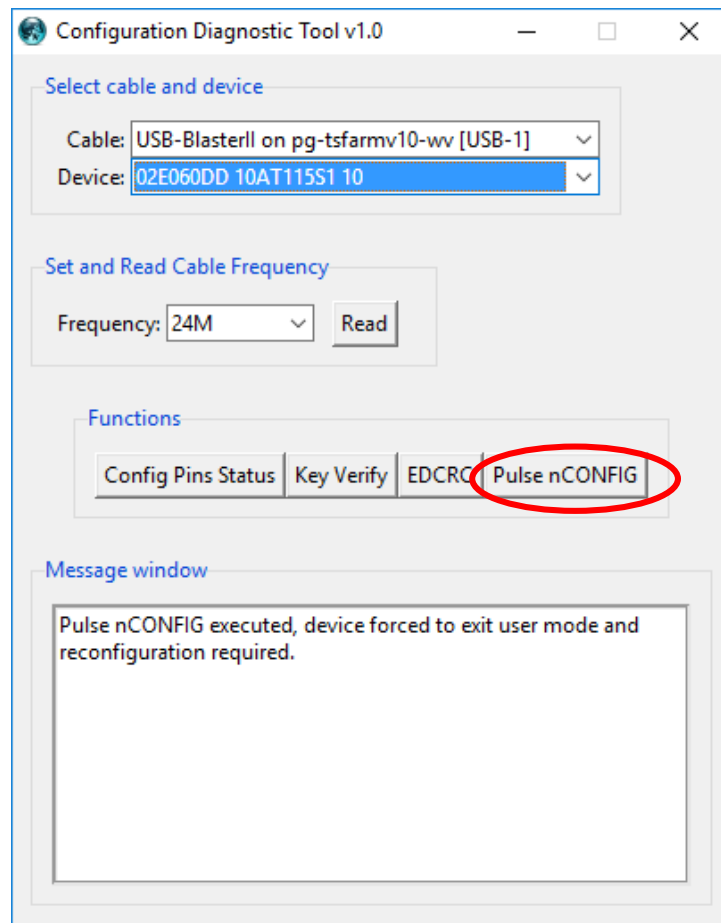 Configuration Diagnostic Tool v1.0
Select cable and device
Cable: USB-BlasterII on pg-tsfarmv10-wv [USB-1]
Device: 02E060DD 10AT115S1 10
Set and Read Cable Frequency
Frequency: 24M Read
Functions
Config Pins Status Key Verify EDCRC Pulse nCONFIG
Message window
Pulse nCONFIG executed, device forced to exit user mode and
reconfiguration required.